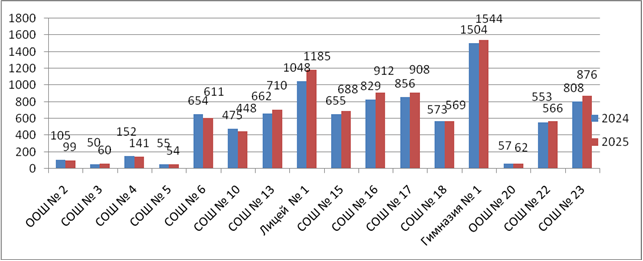 1800
1600
1400
1200
1000
800
600
400
200
0
105
99
50
60
152
141
55
54
654
611
475
448
662
710
1048
1185
655
688
829
912
856
908
573
569
1504
1544
57
62
553
566
808
876
2024
2025
ООШ № 2
СОШ № 3
СОШ № 4
СОШ № 5
СОШ № 6
СОШ № 10
СОШ № 13
Лицей № 1
СОШ № 15
СОШ № 16
СОШ № 17
СОШ № 18
Гимназия № 1
ООШ № 20
СОШ № 22
СОШ № 23